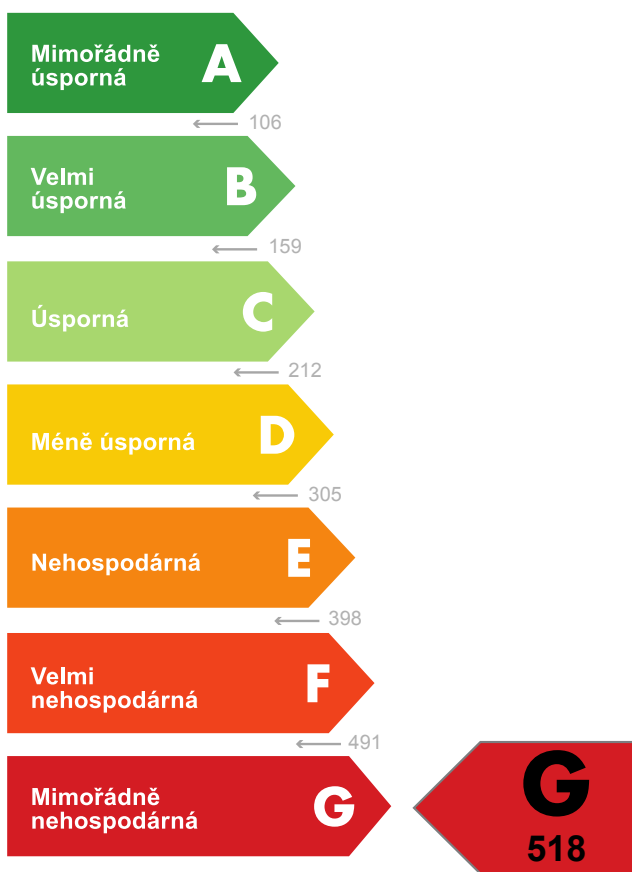 Mimořádně
úsporná
A
106
Velmi
úsporná
B
159
Úsporná
C
212
Méně úsporná
D
305
Nehospodárná
E
398
Velmi
nehospodárná
F
491
Mimořádně
nehospodárná
G
G
518